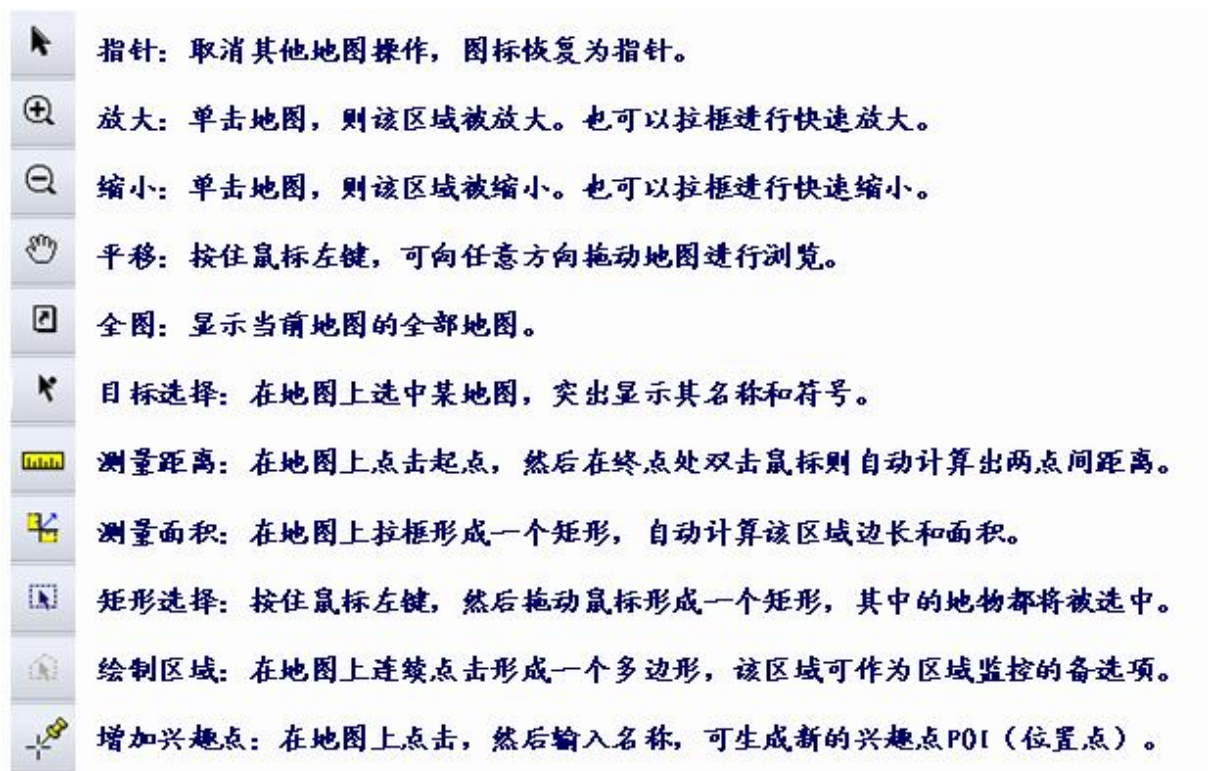 指针：取消其他地图操作，图标恢复为指针。
放大：单击地图，则该区域被放大。也可以拉框进行快速放大。
缩小：单击地图，则该区域被缩小。也可以拉框进行快速缩小。
平移：按住鼠标左键，可向任意方向拖动地图进行浏览。
全图：显示当前地图的全部地图。
目标选择：在地图上选中某地图，突出显示其名称和符号。
测量距离：在地图上点击起点，然后在终点处双击鼠标则自动计算出两点间距离。
测量面积：在地图上拉框形成一个矩形，自动计算该区域边长和面积。
矩形选择：按住鼠标左键，然后拖动鼠标形成一个矩形，其中的地物都将被选中。
绘制区域：在地图上连续点击形成一个多边形，该区域可作为区域监控的备选项。
增加兴趣点：在地图上点击，然后输入名称，可生成新的兴趣点POI（位置点）。